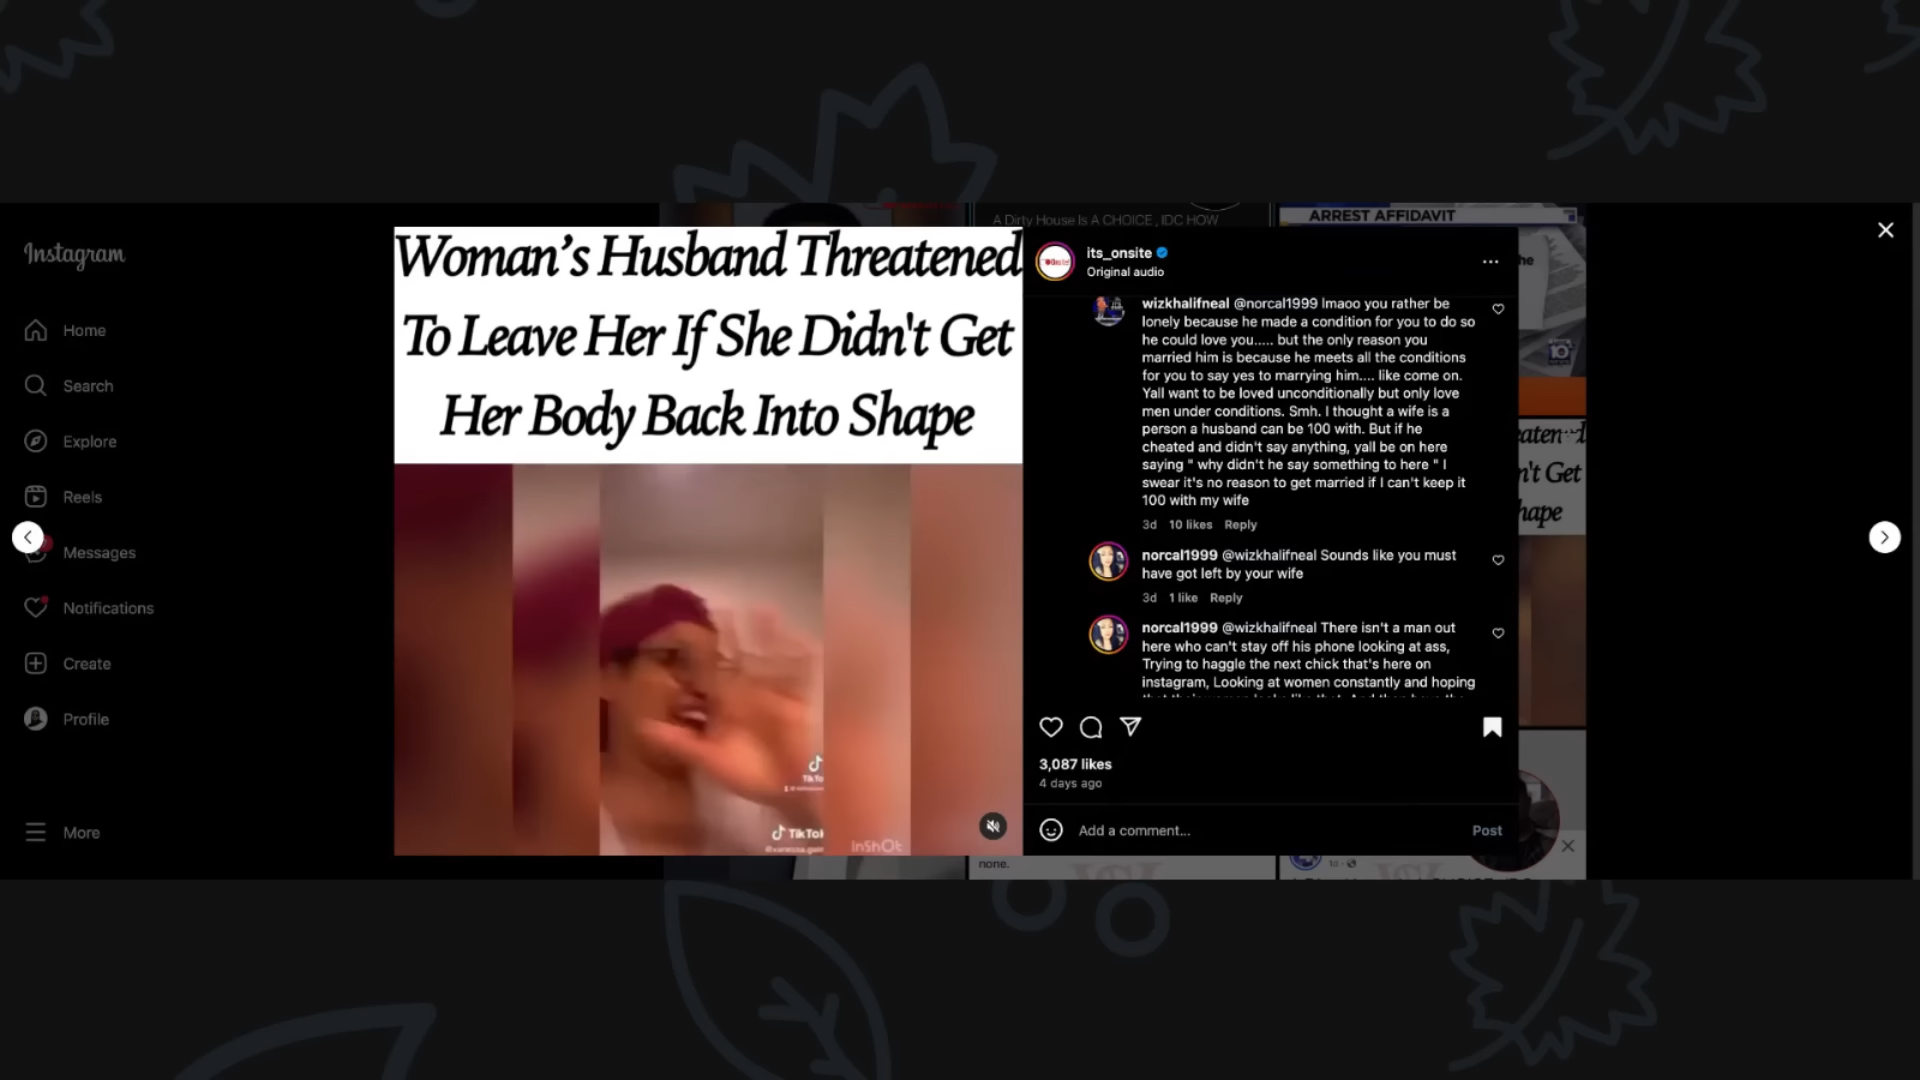 Instagram
Home
Search
Explore
Reels
Messages
Notifications
Create
Profile
More
A Dirty House Is A CHOICE , IDC HOW
ARREST AFFIDAVIT
Woman's Husband Threatened
To Leave Her If She Didn't Get
Her Body Back Into Shape
TikTok
InShOt
its_onsite
Original audio
wizkhalifneal @norcal1999 lmaoo you rather be
lonely because he made a condition for you to do so
he could love you..... but the only reason you
married him is because he meets all the conditions
for you to say yes to marrying him.... like come on.
Yall want to be loved unconditionally but only love
men under conditions. Smh. I thought a wife is a
person a husband can be 100 with. But if he
cheated and didn't say anything, yall be on here
saying " why didn't he say something to here " I
swear it's no reason to get married if I can't keep it
100 with my wife
3d 10 likes Reply
norcal1999 @wizkhalifneal Sounds like you must
have got left by your wife
3d 1 like Reply
norcal1999 @wizkhalifneal There isn't a man out
here who can't stay off his phone looking at ass,
Trying to haggle the next chick that's here on
instagram, Looking at women constantly and hoping
3,087 likes
4 days ago
Add a comment...
Post
he
10
n't Get
hape
none.
1d